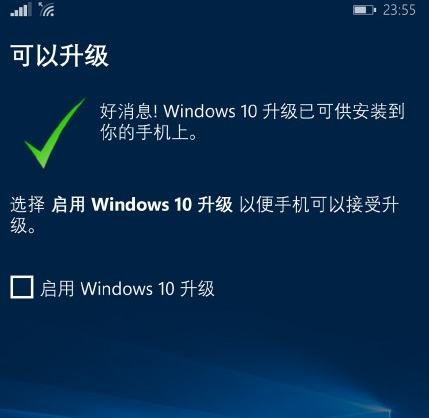 23:55
可以升级
好消息! Windows 10 升级已可供安装到
你的手机上。
选择 启用 Windows 10 升级 以便手机可以接受升
级。
启用 Windows 10 升级